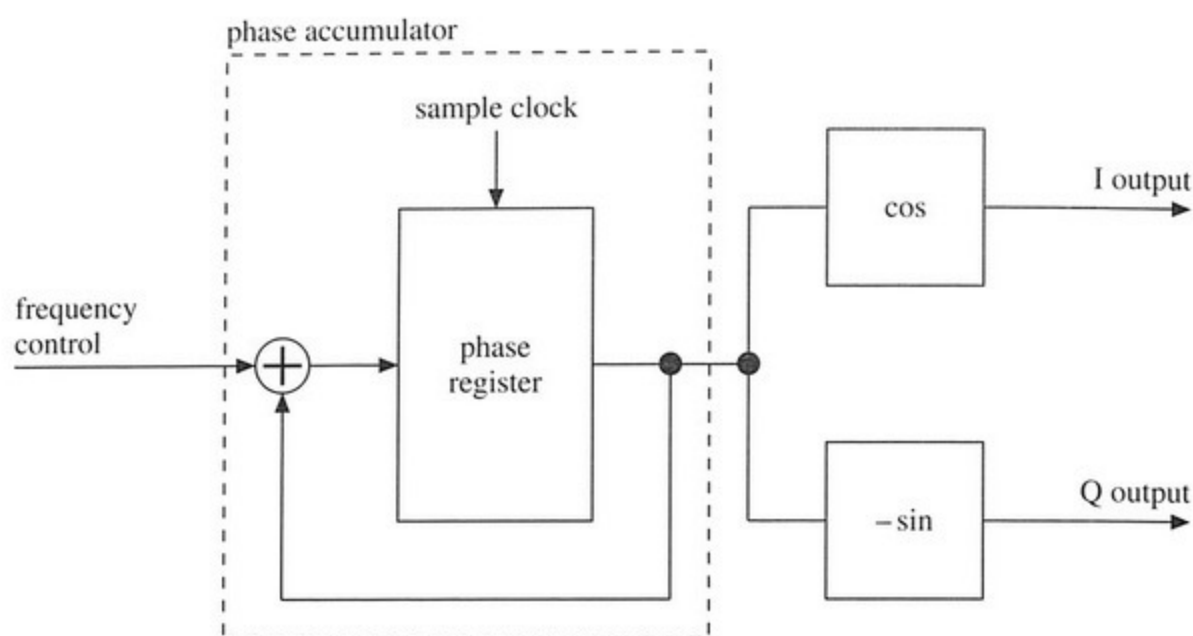 phase accumulator
sample clock
cos
I output
frequency
control
+
phase
register
– sin
Q output